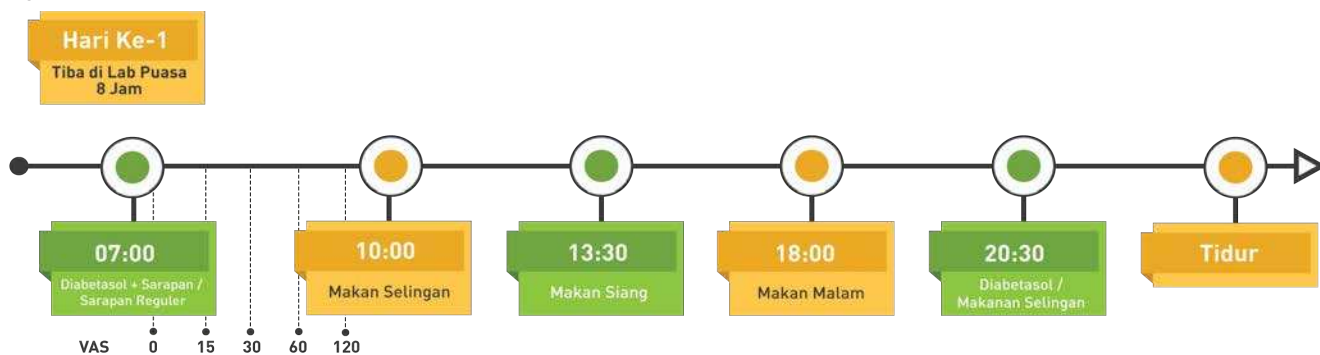 Hari Ke-1
Tiba di Lab Puasa
8 Jam
07:00
Diabetasol + Sarapan /
Sarapan Reguler
10:00
Makan Selingan
13:30
Makan Siang
18:00
Makan Malam
20:30
Diabetasol /
Makanan Selingan
Tidur
VAS 0 15 30 60 120